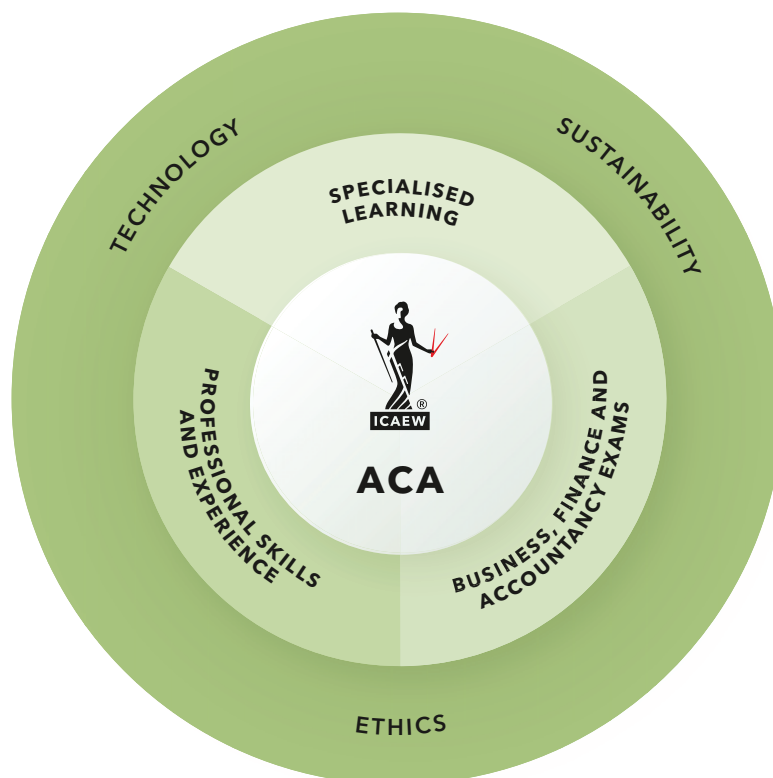 TECHNOLOGY
SUSTAINABILITY
SPECIALISED
LEARNING
PROFESSIONAL SKILLS
AND EXPERIENCE
BUSINESS, FINANCE AND
ACCOUNTANCY EXAMS
®
ICAEW
ACA
ETHICS